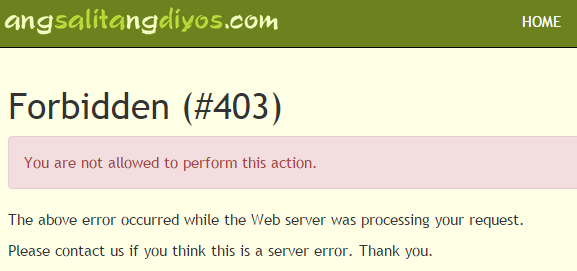 angsalitangdiyos.com
HOME
Forbidden (#403)
You are not allowed to perform this action.
The above error occurred while the Web server was processing your request.
Please contact us if you think this is a server error. Thank you.